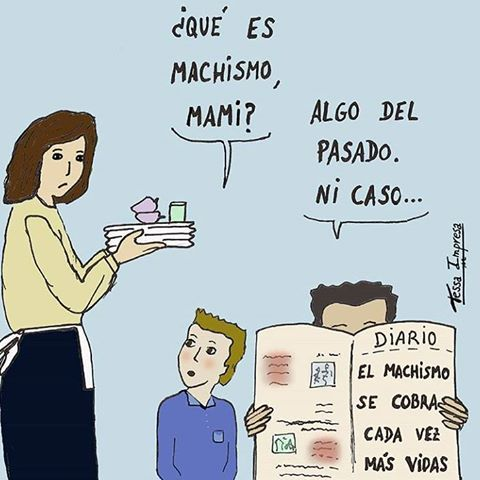 ¿QUÉ ES
MACHISMO,
MAMI?
ALGO DEL
PASADO.
NI CASO...
Tessa Impresa
DIARIO
EL MACHISMO
SE COBRA
CADA VEZ
MÁS VIDAS